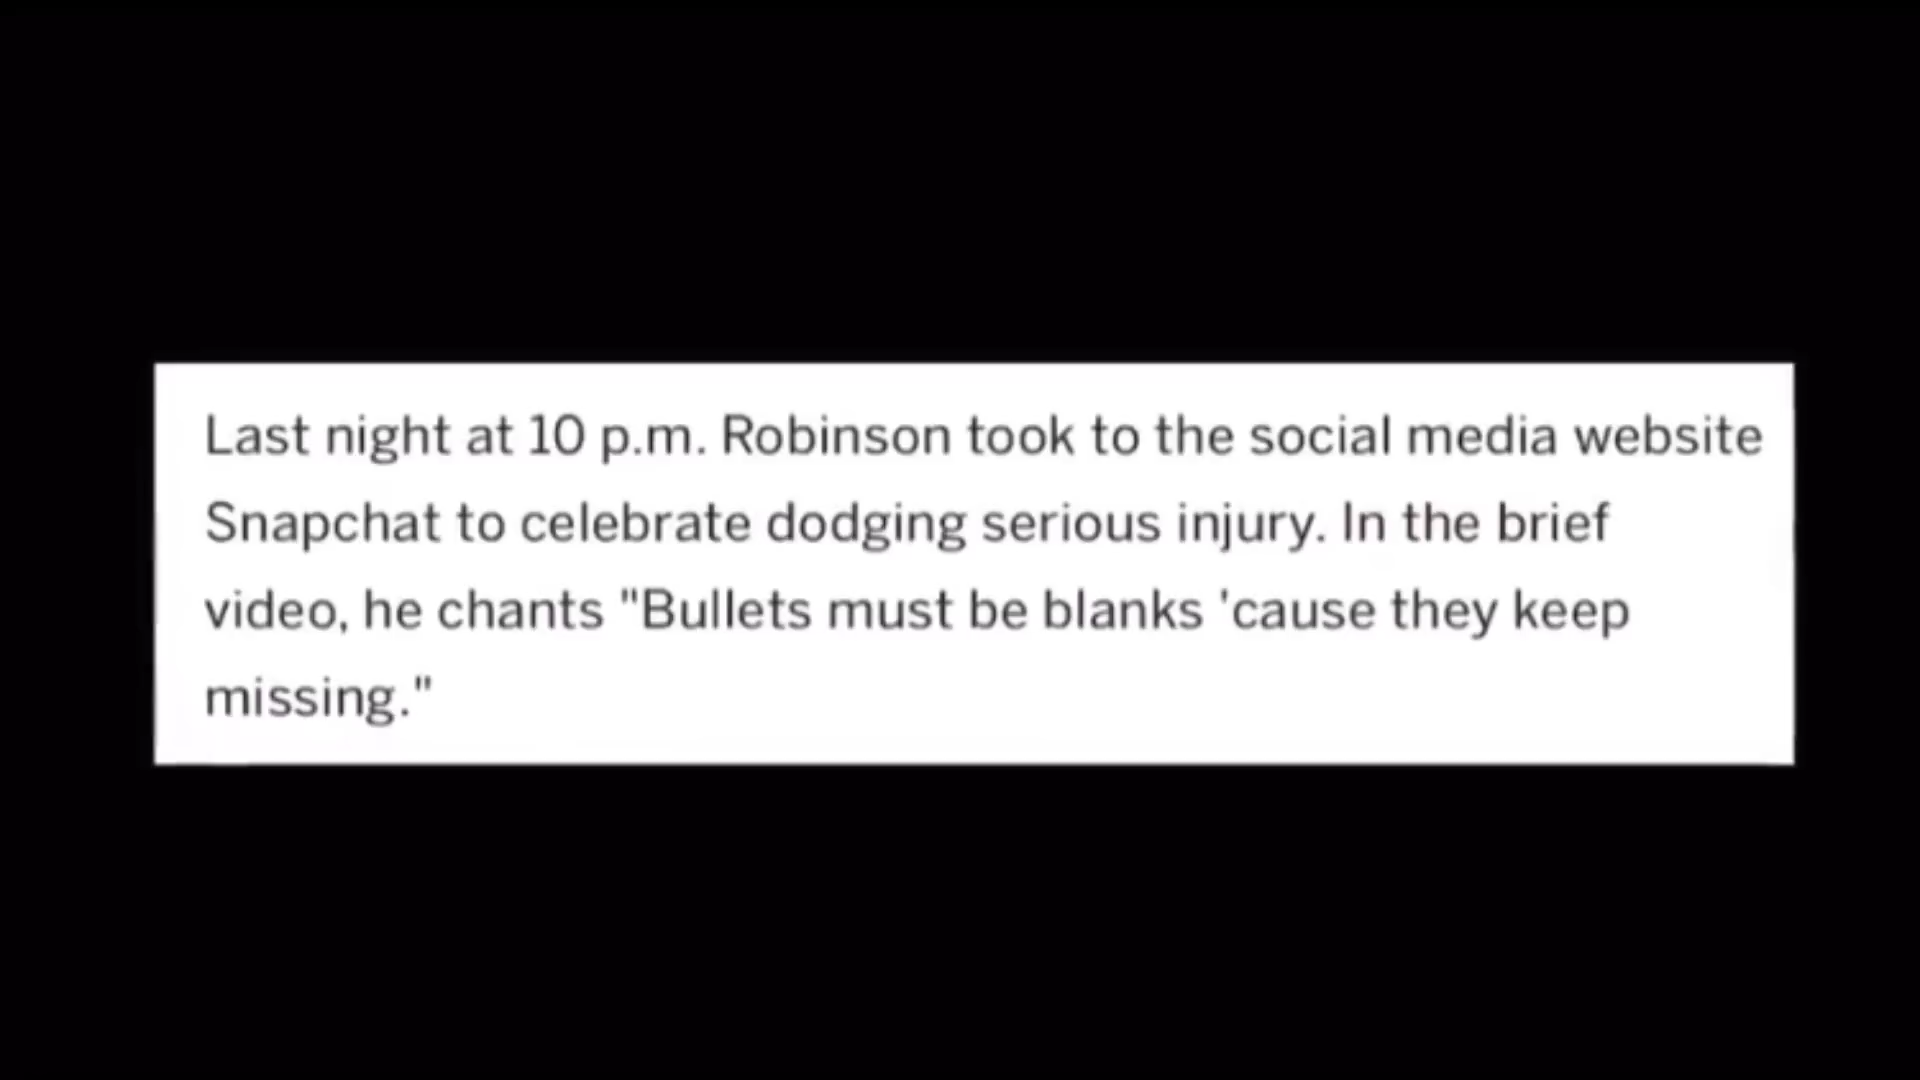 Last night at 10 p.m. Robinson took to the social media website
Snapchat to celebrate dodging serious injury. In the brief
video, he chants "Bullets must be blanks 'cause they keep
missing."